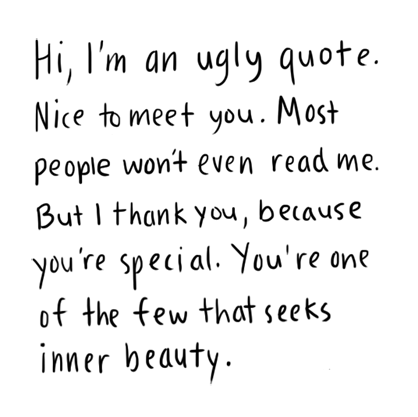 Hi, I'm an ugly quote.
Nice to meet you. Most
people won't even read me.
But I thank you, because
you're special. You're one
of the few that seeks
inner beauty.